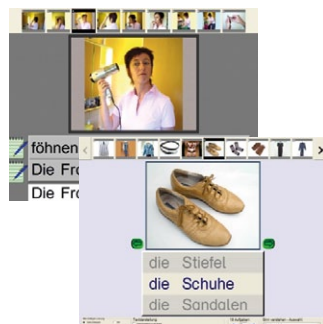 föhnen
Die Fr
Die Fr
die Stiefel
die Schuhe
die Sandalen